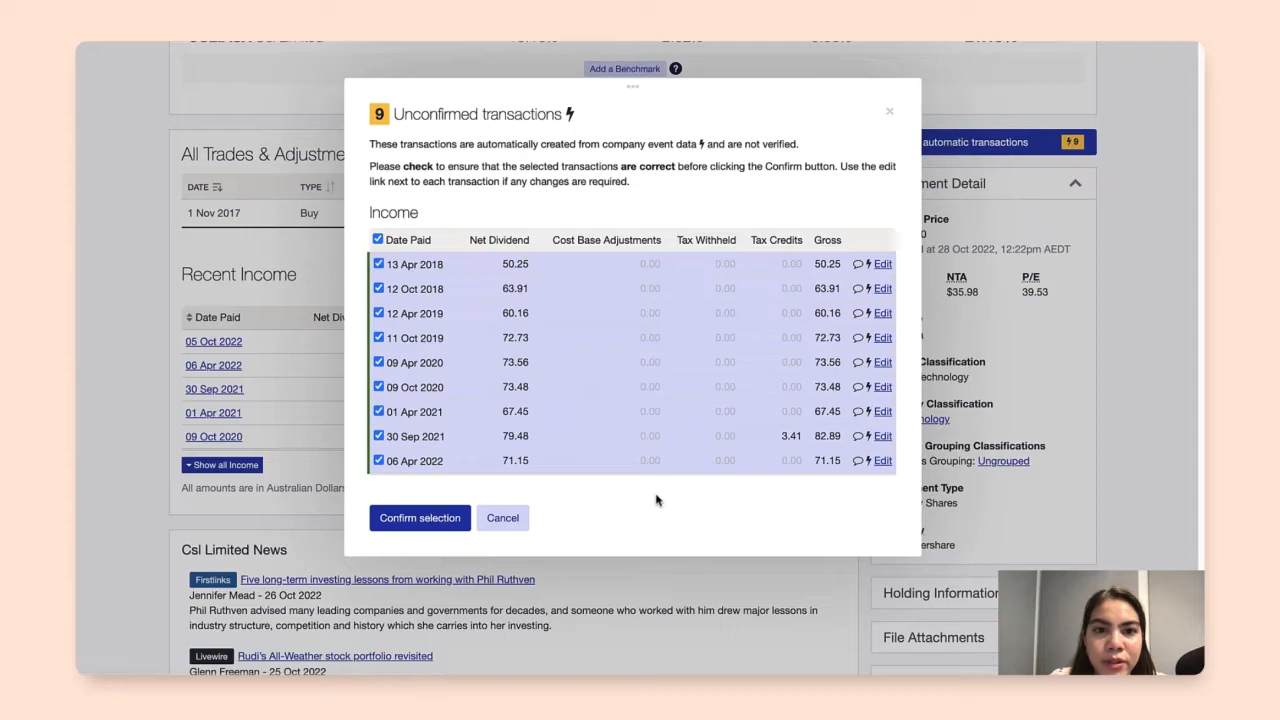 Add a Benchmark ?
9 Unconfirmed transactions
These transactions are automatically created from company event data and are not verified.
Please check to ensure that the selected transactions are correct before clicking the Confirm button. Use the edit
link next to each transaction if any changes are required.
Income
Date Paid Net Dividend Cost Base Adjustments Tax Withheld Tax Credits Gross
13 Apr 2018 50.25 0.00 0.00 0.00 50.25 Edit
12 Oct 2018 63.91 0.00 0.00 0.00 63.91 Edit
12 Apr 2019 60.16 0.00 0.00 0.00 60.16 Edit
11 Oct 2019 72.73 0.00 0.00 0.00 72.73 Edit
09 Apr 2020 73.56 0.00 0.00 0.00 73.56 Edit
09 Oct 2020 73.48 0.00 0.00 0.00 73.48 Edit
01 Apr 2021 67.45 0.00 0.00 0.00 67.45 Edit
30 Sep 2021 79.48 0.00 0.00 3.41 82.89 Edit
06 Apr 2022 71.15 0.00 0.00 0.00 71.15 Edit
Confirm selection Cancel
All Trades & Adjustme
DATE TYPE
1 Nov 2017 Buy
Recent Income
Date Paid Net Div
05 Oct 2022
06 Apr 2022
30 Sep 2021
01 Apr 2021
09 Oct 2020
Show all Income
All amounts are in Australian Dollars
Csl Limited News
Firstlinks Five long-term investing lessons from working with Phil Ruthven
Jennifer Mead - 26 Oct 2022
Phil Ruthven advised many leading companies and governments for decades, and someone who worked with him drew major lessons in
industry structure, competition and history which she carries into her investing.
Livewire Rudi's All-Weather stock portfolio revisited
Glenn Freeman - 25 Oct 2022
automatic transactions 9
ment Detail
Price
0
d at 28 Oct 2022, 12:22pm AEDT
NTA P/E
$35.98 39.53
Classification
echnology
y Classification
nology
Grouping Classifications
s Grouping: Ungrouped
ent Type
y Shares
y
pershare
Holding Information
File Attachments